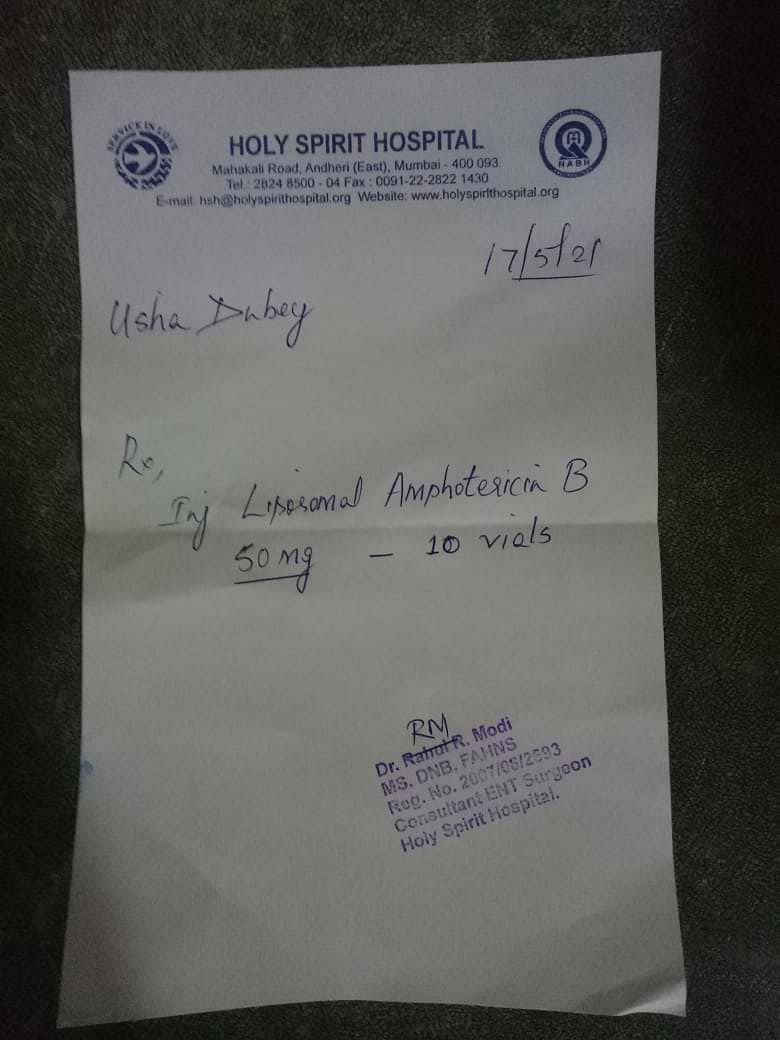 SERVICE IN LOVE
HOLY SPIRIT HOSPITAL
Mahakali Road, Andheri (East), Mumbai - 400 093
Tel : 2824 8500 - 04 Fax : 0091-22-2822 1430
E-mail: hsh@holyspirithospital.org Website: www.holyspirithospital.org
NABH
17/5/21
Usha Dubey
Rx,
Inj Liposomal Amphotericin B
50 mg - 10 vials
RM
Dr. Rahul R. Modi
MS. DNB, FAHNS
Reg. No. 2007/06/2693
Consultant ENT Surgeon
Holy Spirit Hospital.